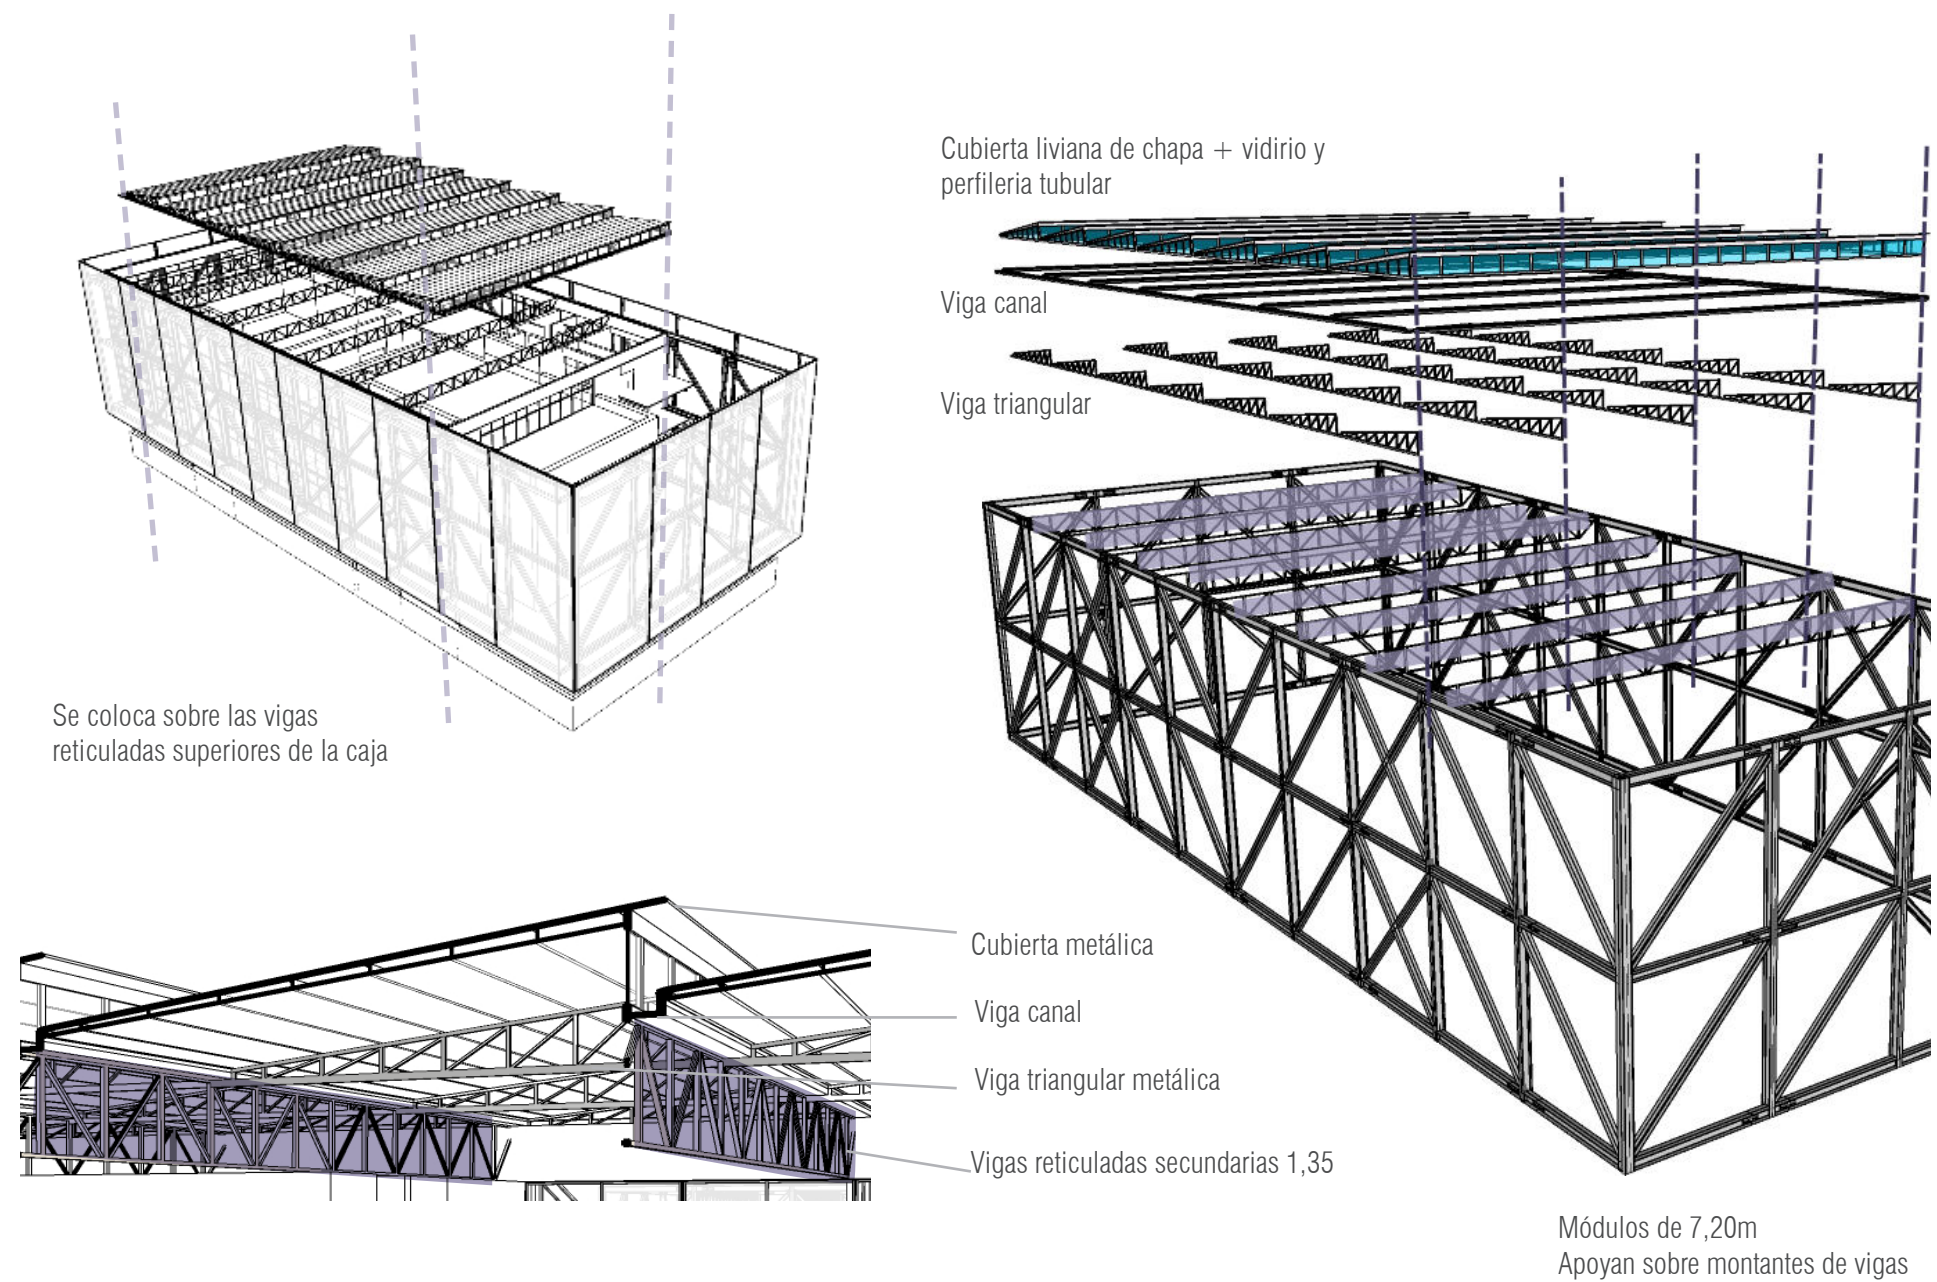 Cubierta liviana de chapa + vidirio y
perfileria tubular
Viga canal
Viga triangular
Se coloca sobre las vigas
reticuladas superiores de la caja
Cubierta metálica
Viga canal
Viga triangular metálica
Vigas reticuladas secundarias 1,35
Módulos de 7,20m
Apoyan sobre montantes de vigas